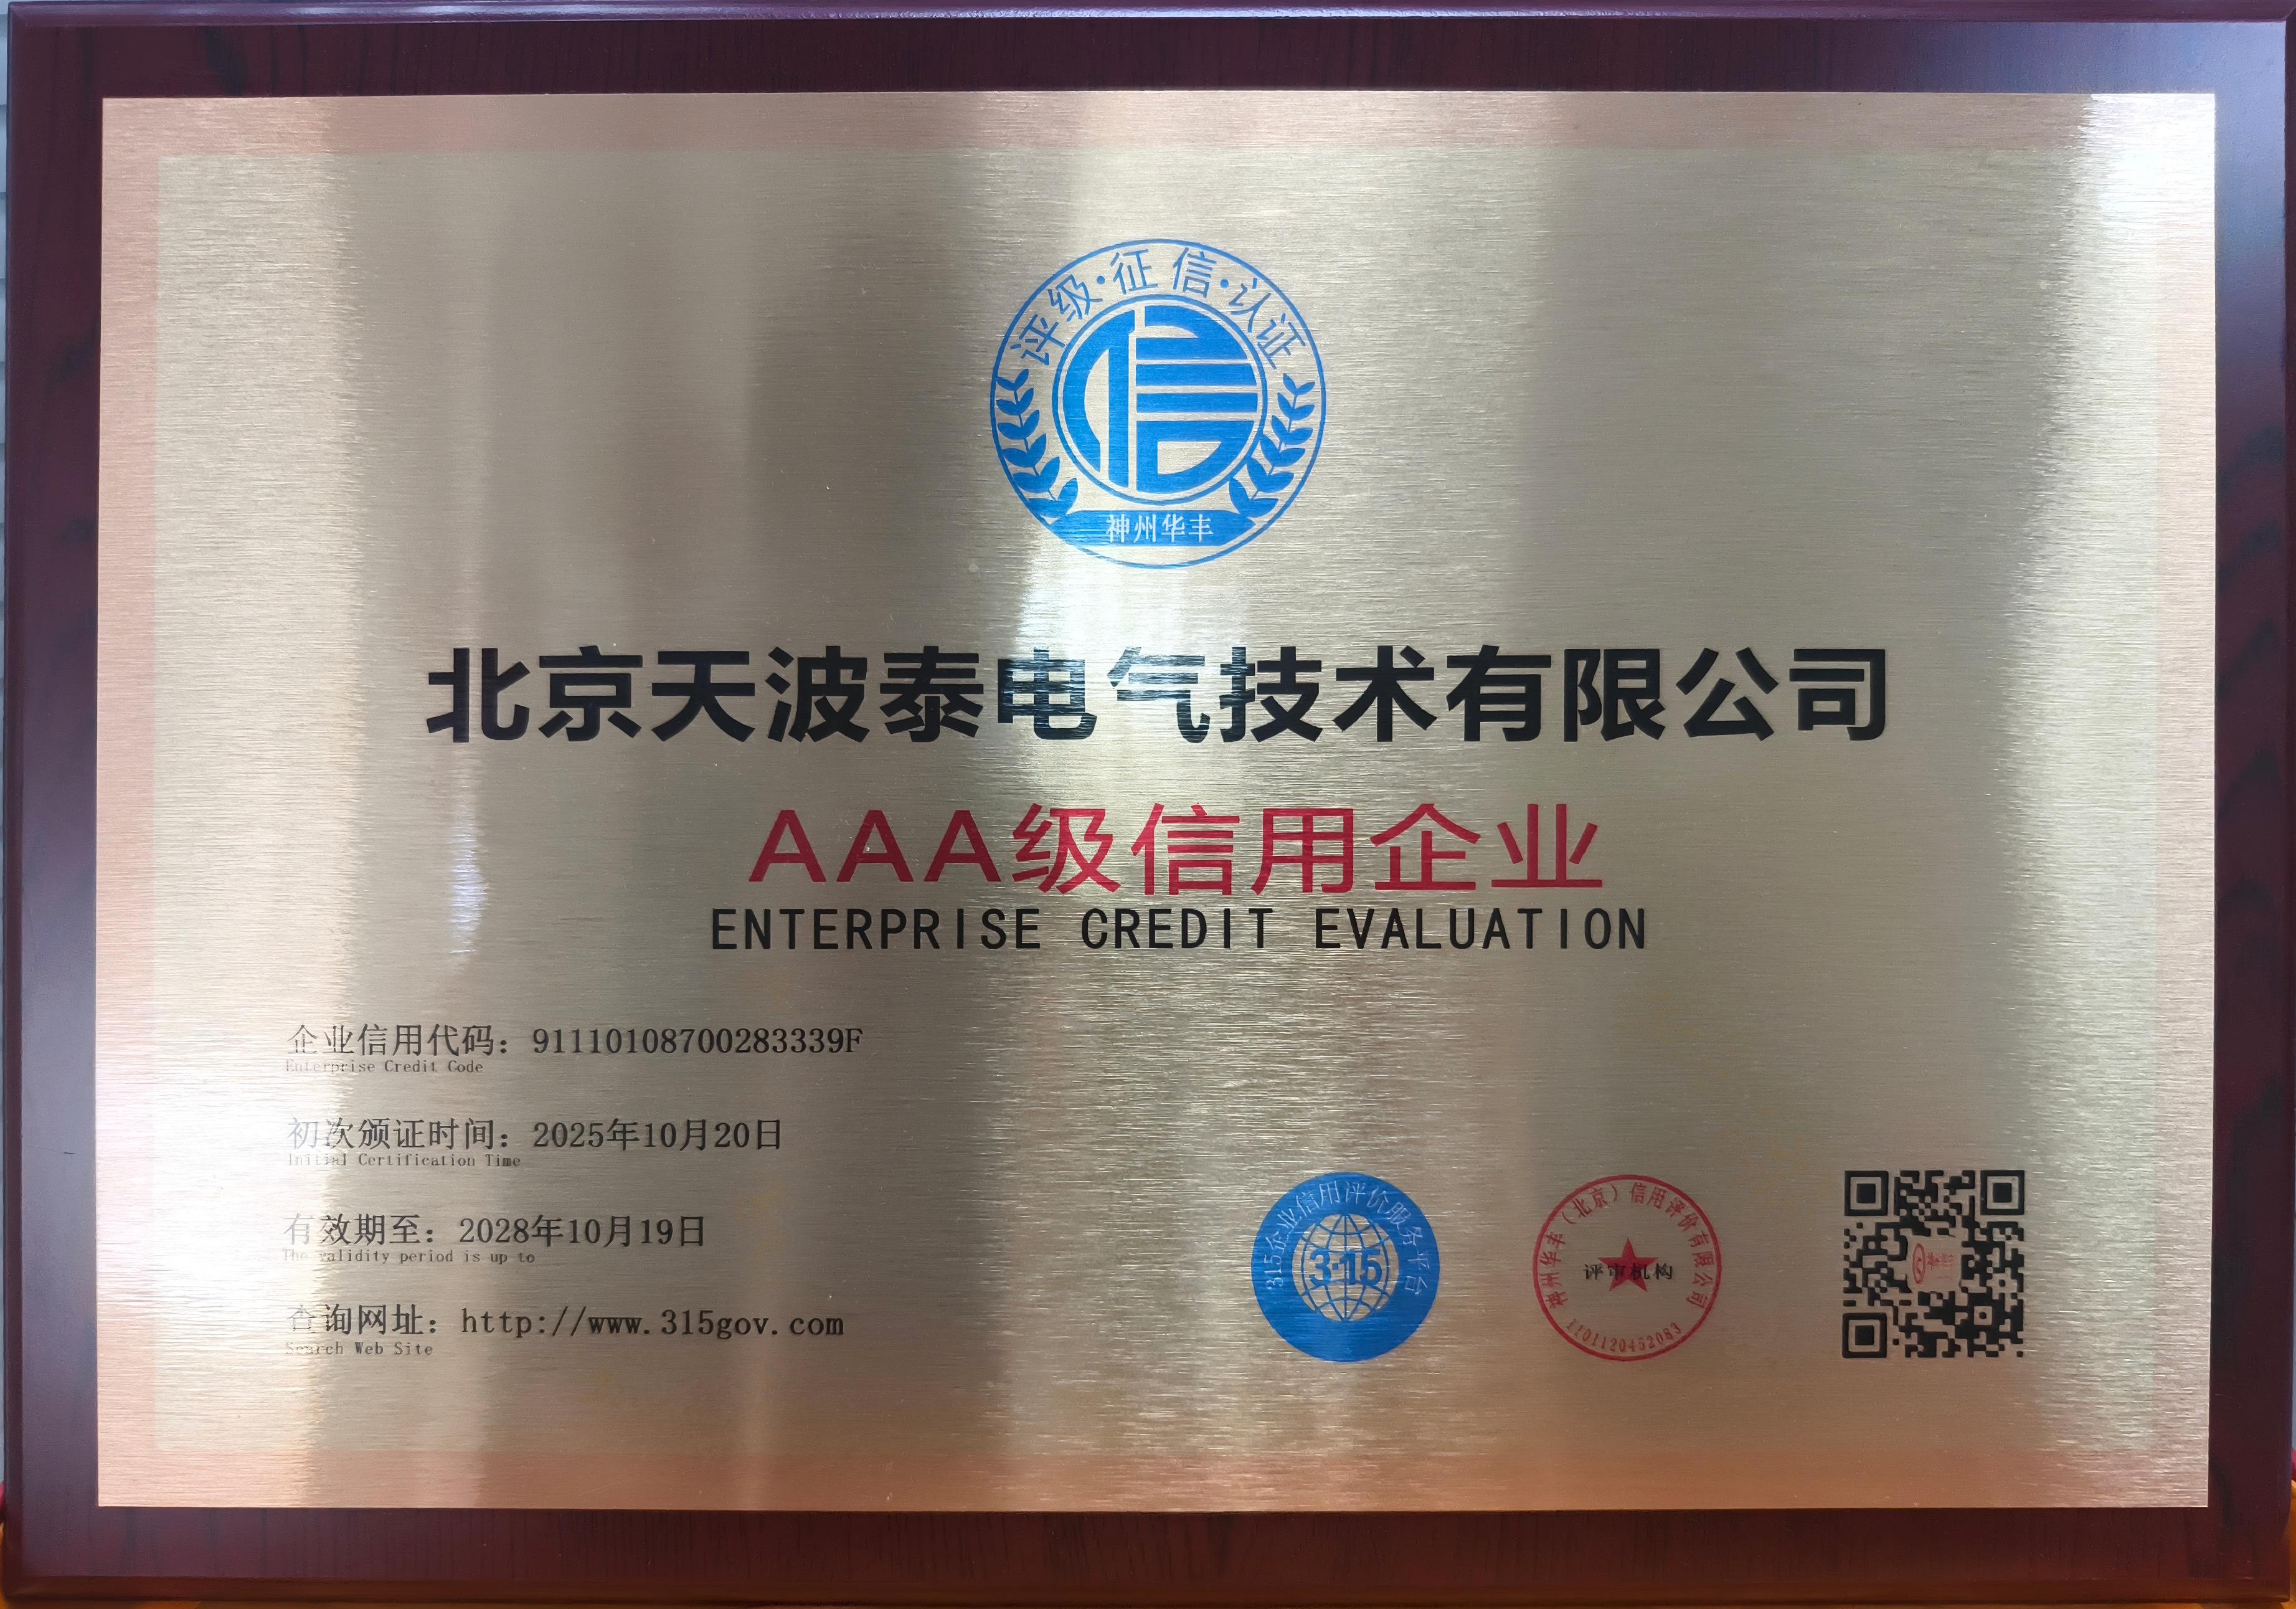 评级·征信·认证
信
神州华丰
北京天波泰电气技术有限公司
AAA级信用企业
ENTERPRISE CREDIT EVALUATION
企业信用代码：91110108700283339F
Enterprise Credit Code
初次颁证时间：2025年10月20日
Initial Certification Time
有效期至：2028年10月19日
The validity period is up to
查询网址：http://www.315gov.com
Search Web Site
315企业信用评价服务平台
3·15
神州华丰（北京）信用评价有限公司
评审机构
1101120452083